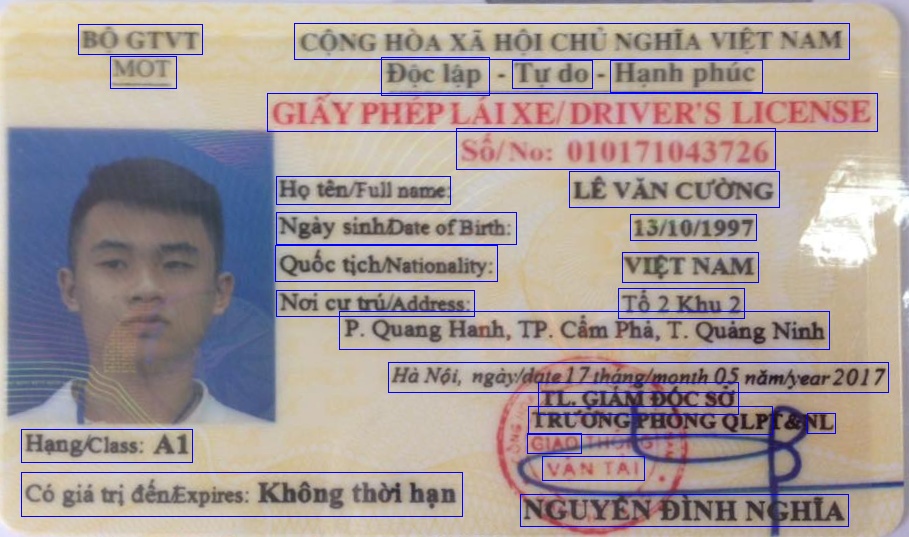 BỘ GTVT
MOT
CỘNG HÒA XÃ HỘI CHỦ NGHĨA VIỆT NAM
Độc lập - Tự do - Hạnh phúc
GIẤY PHÉP LÁI XE/ DRIVER'S LICENSE
Số/No: 010171043726
Họ tên/Full name: LÊ VĂN CƯỜNG
Ngày sinh/Date of Birth: 13/10/1997
Quốc tịch/Nationality: VIỆT NAM
Nơi cư trú/Address: Tổ 2 Khu 2
P. Quang Hanh, TP. Cẩm Phả, T. Quảng Ninh
Hà Nội, ngày/date 17 tháng/month 05 năm/year 2017
TL. GIÁM ĐỐC SỞ
TRƯỞNG PHÒNG QLPT&NL
GIAO THÔNG
VẬN TẢI
NGUYỄN ĐÌNH NGHĨA
Hạng/Class: A1
Có giá trị đến/Expires: Không thời hạn